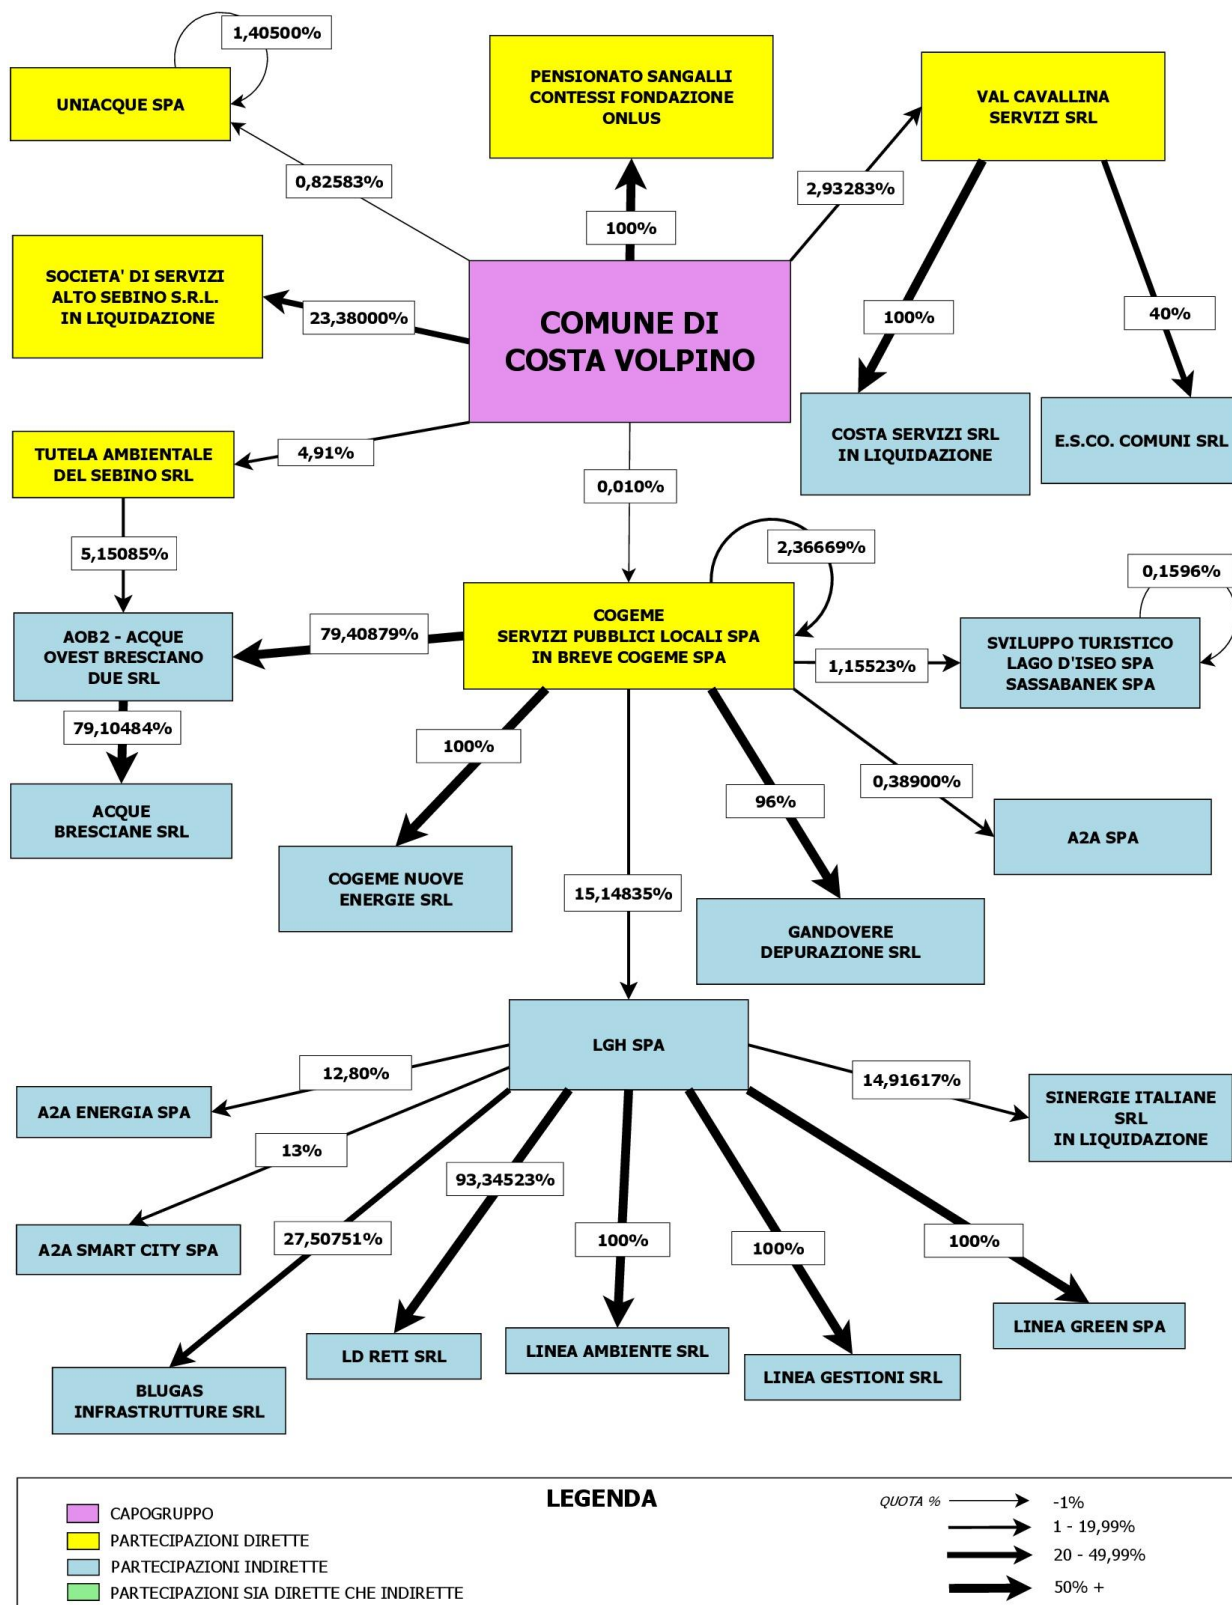 1,40500%
UNIACQUE SPA
PENSIONATO SANGALLI
CONTESSI FONDAZIONE
ONLUS
VAL CAVALLINA
SERVIZI SRL
0,82583%
2,93283%
100%
SOCIETA' DI SERVIZI
ALTO SEBINO S.R.L.
IN LIQUIDAZIONE
23,38000%
COMUNE DI
COSTA VOLPINO
100%
40%
COSTA SERVIZI SRL
IN LIQUIDAZIONE
E.S.CO. COMUNI SRL
TUTELA AMBIENTALE
DEL SEBINO SRL
4,91%
0,010%
5,15085%
2,36669%
0,1596%
AOB2 - ACQUE
OVEST BRESCIANO
DUE SRL
79,40879%
COGEME
SERVIZI PUBBLICI LOCALI SPA
IN BREVE COGEME SPA
1,15523%
SVILUPPO TURISTICO
LAGO D'ISEO SPA
SASSABANEK SPA
79,10484%
100%
96%
0,38900%
ACQUE
BRESCIANE SRL
A2A SPA
COGEME NUOVE
ENERGIE SRL
15,14835%
GANDOVERE
DEPURAZIONE SRL
LGH SPA
12,80%
14,91617%
A2A ENERGIA SPA
SINERGIE ITALIANE
SRL
IN LIQUIDAZIONE
13%
93,34523%
A2A SMART CITY SPA
27,50751%
100%
100%
100%
LINEA GREEN SPA
LD RETI SRL
LINEA AMBIENTE SRL
LINEA GESTIONI SRL
BLUGAS
INFRASTRUTTURE SRL
LEGENDA
CAPOGRUPPO
PARTECIPAZIONI DIRETTE
PARTECIPAZIONI INDIRETTE
PARTECIPAZIONI SIA DIRETTE CHE INDIRETTE
QUOTA %
-1%
1 - 19,99%
20 - 49,99%
50% +